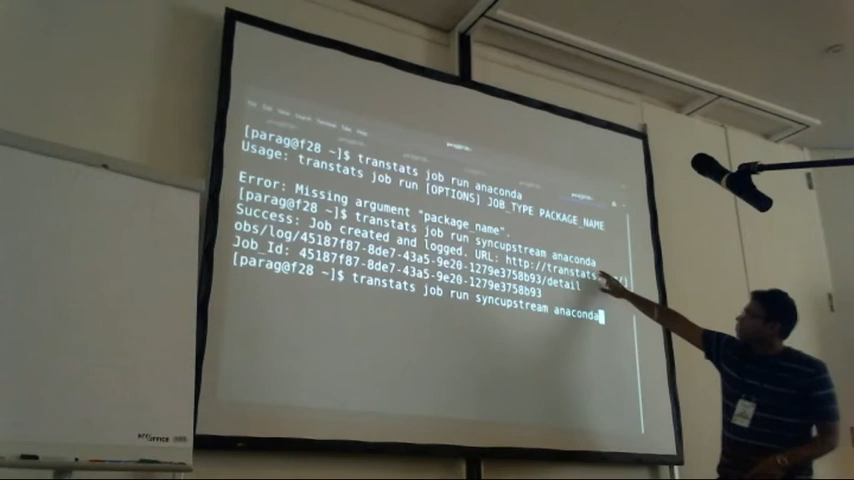 [parag@f28 ~]$ transtats job run anaconda
Usage: transtats job run [OPTIONS] JOB_TYPE PACKAGE_NAME
Error: Missing argument "package_name".
[parag@f28 ~]$ transtats job run syncupstream anaconda
Success: Job created and logged. URL: http://transtats
obs/log/45187f87-8de7-43a5-9e20-1279e3758b93/detail
Job_Id: 45187f87-8de7-43a5-9e20-1279e3758b93
[parag@f28 ~]$ transtats job run syncupstream anaconda